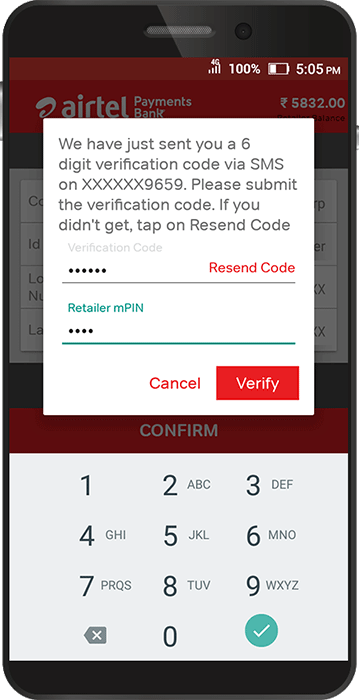 4G
100%
5:05 PM
airtel Payments Bank
₹ 5832.00
We have just sent you a 6
digit verification code via SMS
on XXXXXX9659. Please submit
the verification code. If you
didn't get, tap on Resend Code
Verification Code
•••••• Resend Code
Retailer mPIN
••••
Cancel Verify
CONFIRM
1 2 ABC 3 DEF
4 GHI 5 JKL 6 MNO
7 PRQS 8 TUV 9 WXYZ
0